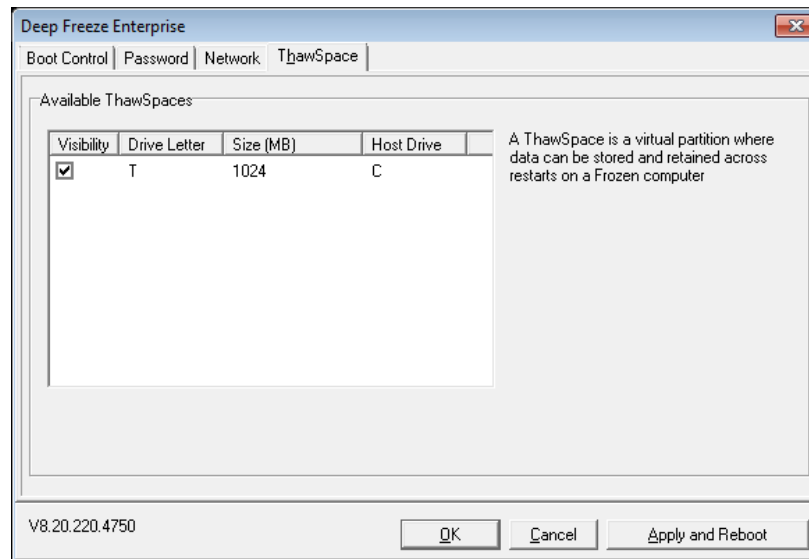 Deep Freeze Enterprise
Boot Control Password Network ThawSpace
Available ThawSpaces
Visibility Drive Letter Size (MB) Host Drive
T 1024 C
A ThawSpace is a virtual partition where
data can be stored and retained across
restarts on a Frozen computer
V8.20.220.4750
OK Cancel Apply and Reboot